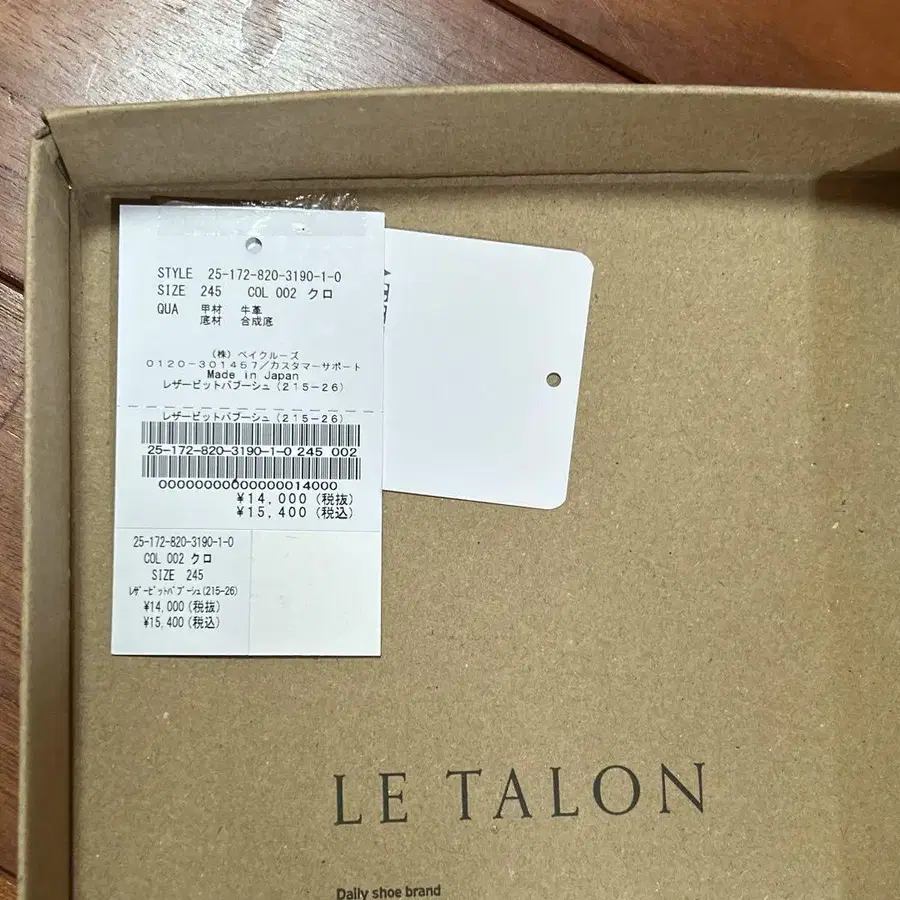 STYLE 25-172-820-3190-1-0
SIZE 245 COL 002 クロ
QUA 甲材 牛革
底材 合成底
(株)ベイクルーズ
0120-301457/カスタマーサポート
Made in Japan
レザービットバブーシュ(215-26)
レザービットバブーシュ(215-26)
25-172-820-3190-1-0 245 002
00000000000000014000
¥14,000(税抜)
¥15,400(税込)
25-172-820-3190-1-0
COL 002 クロ
SIZE 245
レザービットバブーシュ(215-26)
¥14,000(税抜)
¥15,400(税込)
LE TALON
Daily shoe brand